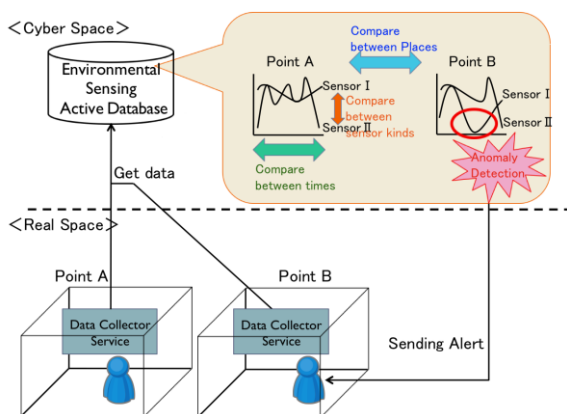 <Cyber Space>
Environmental
Sensing
Active Database
Compare
between Places
Point A
Point B
Sensor Ⅰ
Compare
between
sensor kinds
Sensor Ⅱ
Compare
between times
Sensor Ⅰ
Sensor Ⅱ
Anomaly
Detection
Get data
<Real Space>
Point A
Point B
Data Collector
Service
Data Collector
Service
Sending Alert